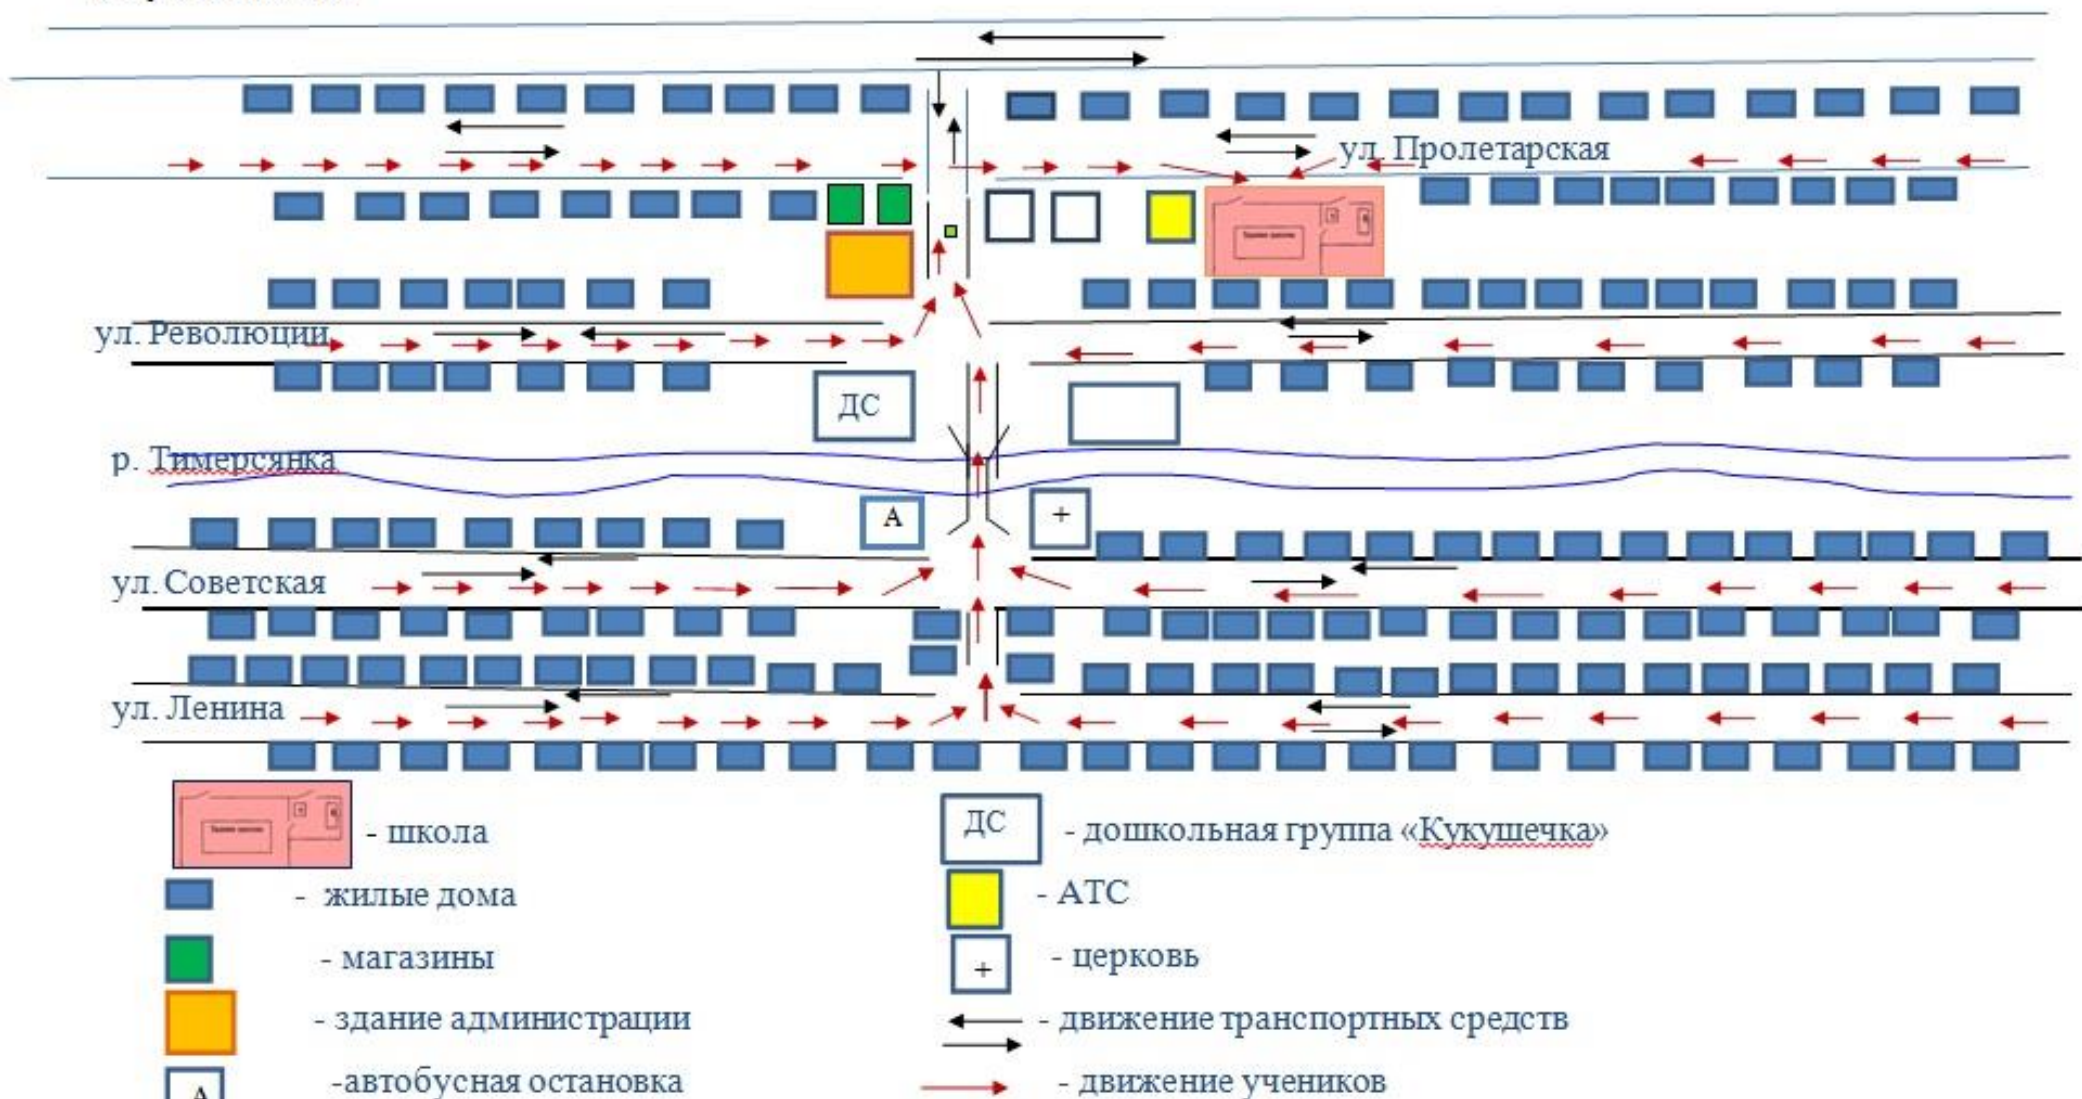 ул. Пролетарская
ул. Революции
ДС
р. Тимерсянка
А
+
ул. Советская
ул. Ленина
- школа
ДС
- дошкольная группа «Кукушечка»
- жилые дома
- АТС
- магазины
+
- церковь
- здание администрации
- движение транспортных средств
А
-автобусная остановка
- движение учеников